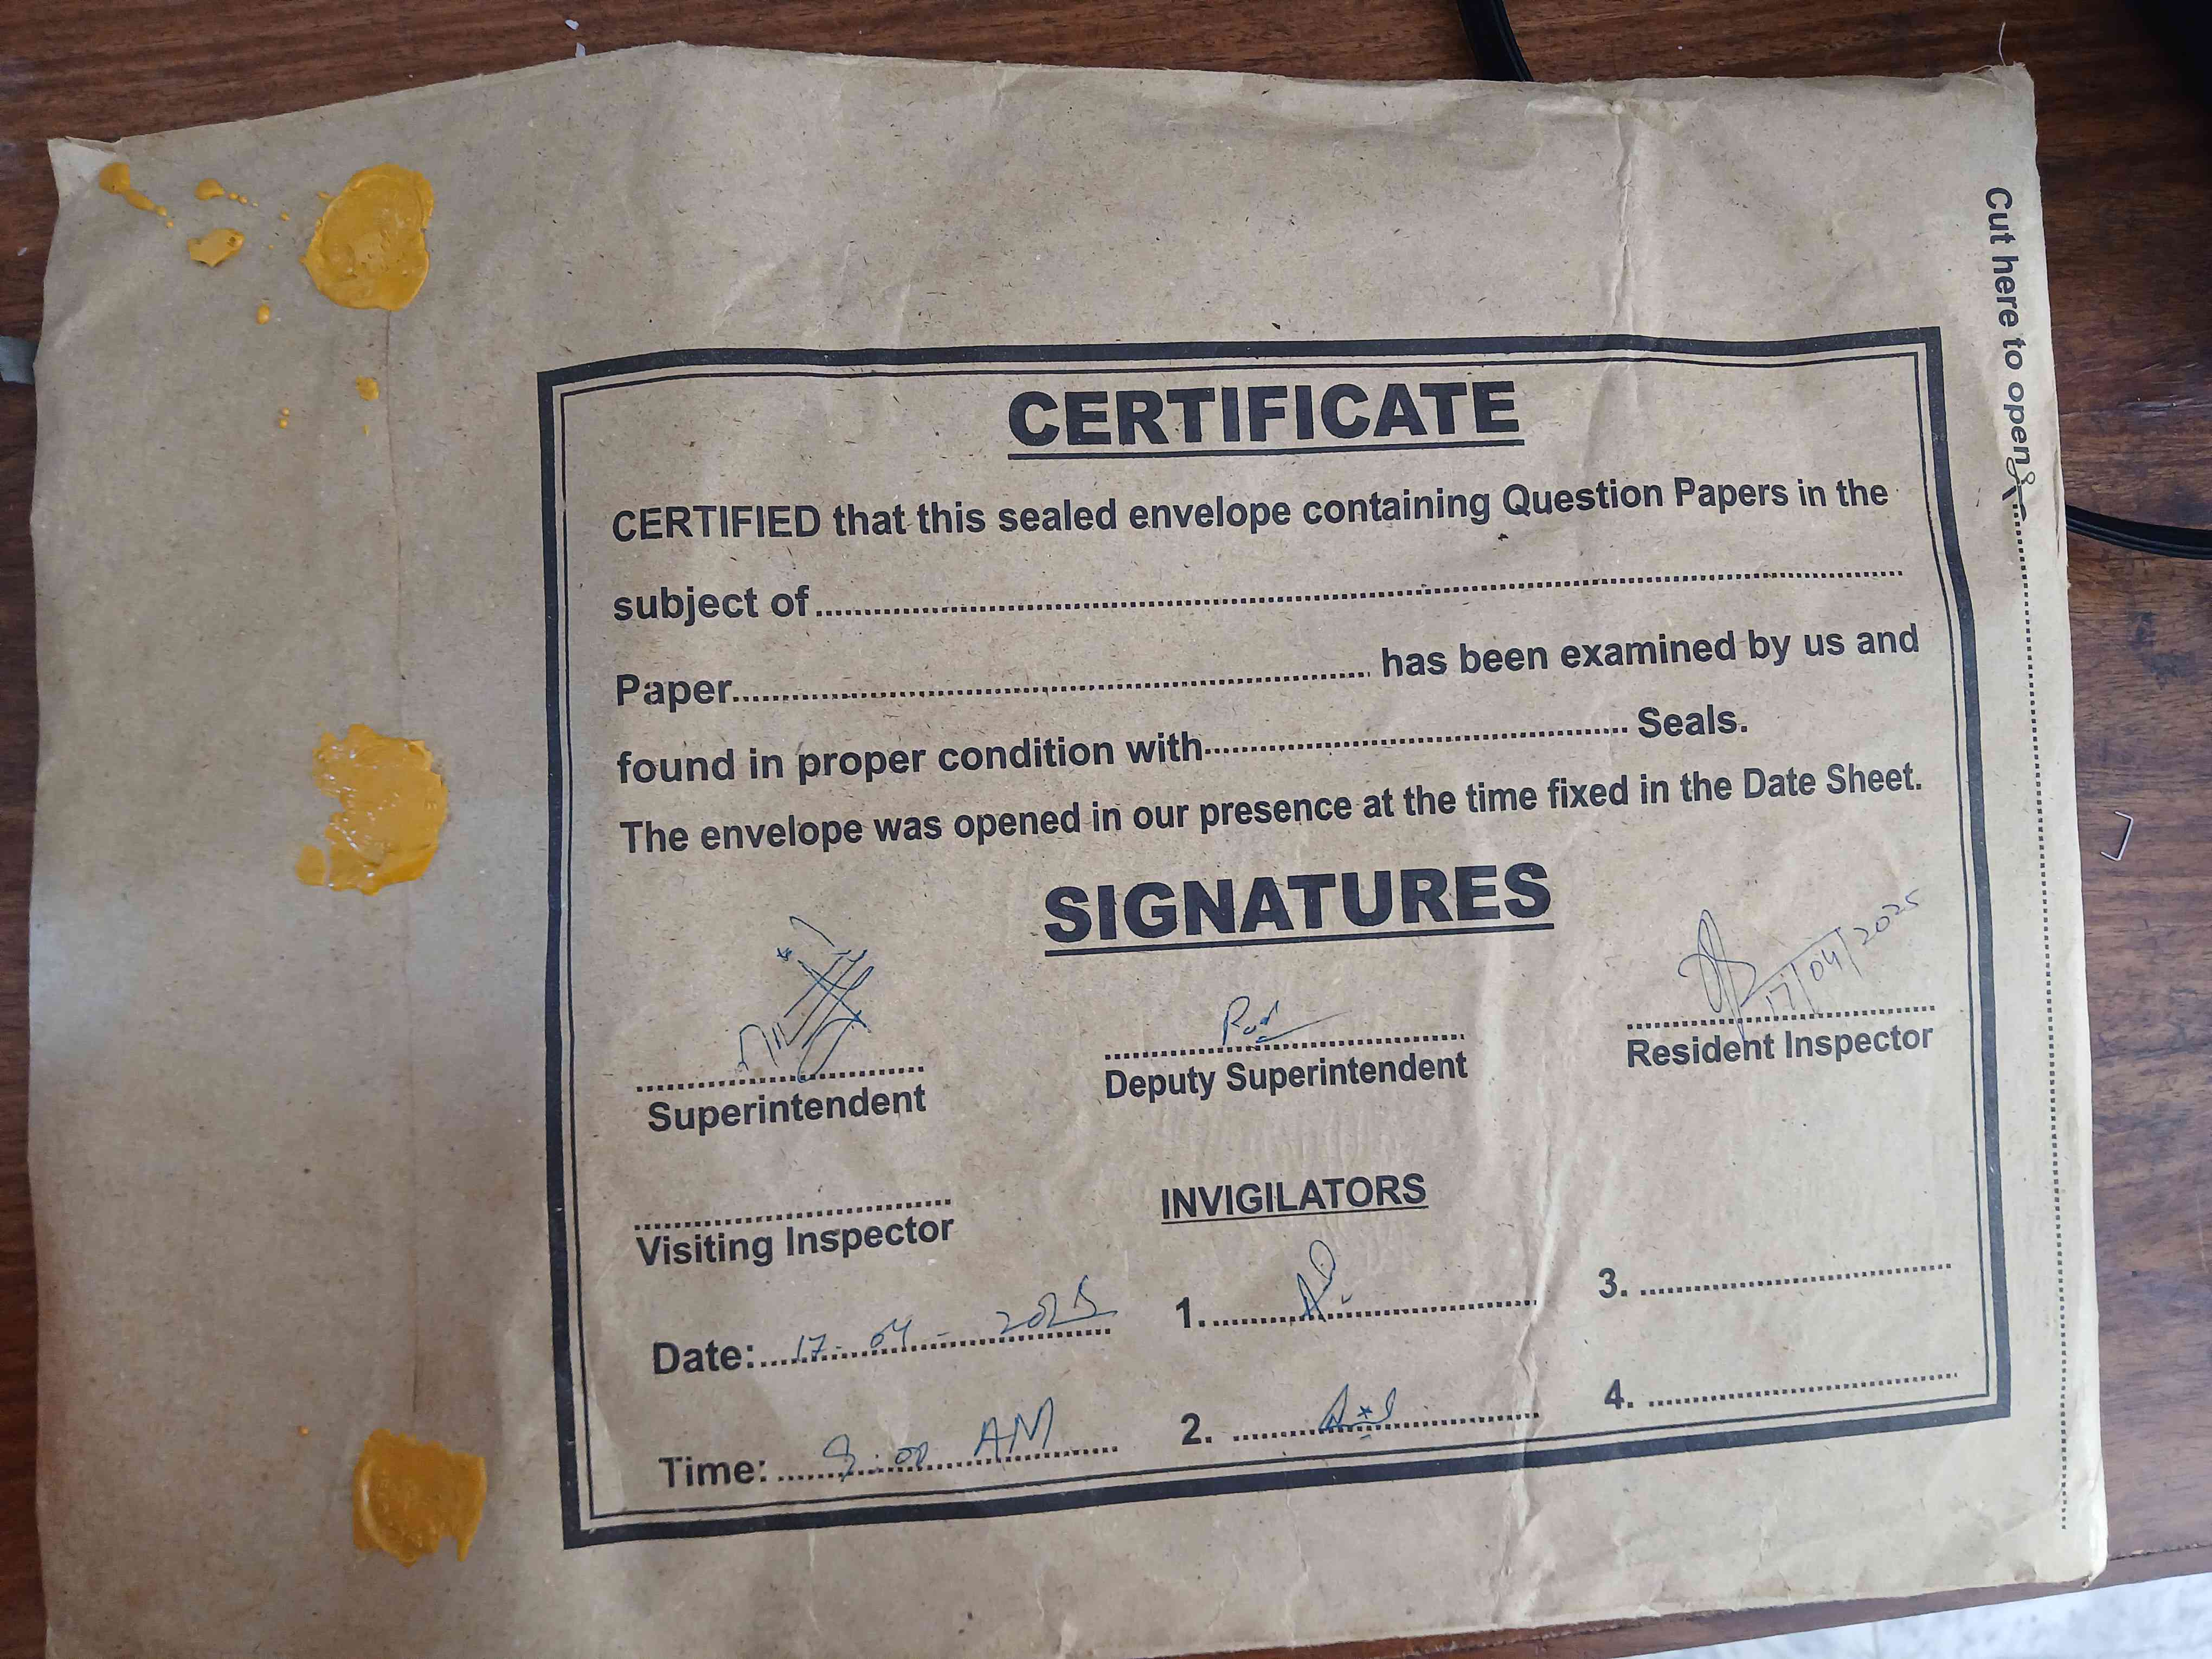 Cut here to open
CERTIFICATE
CERTIFIED that this sealed envelope containing Question Papers in the
subject of
Paper has been examined by us and
found in proper condition with Seals.
The envelope was opened in our presence at the time fixed in the Date Sheet.
SIGNATURES
17/04/2025
Superintendent
Deputy Superintendent
Resident Inspector
Visiting Inspector
INVIGILATORS
Date: 17-04-2025
1.
3.
Time: :00 AM
2.
4.